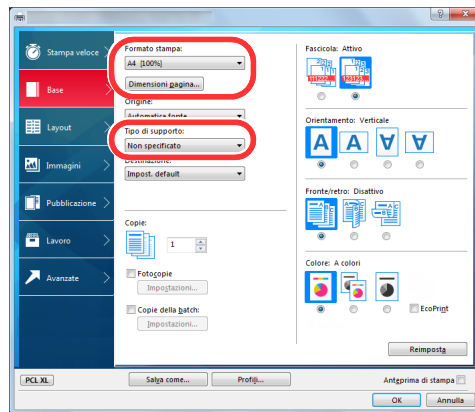 Stampa veloce
Base
Layout
Immagini
Pubblicazione
Lavoro
Avanzate
Formato stampa:
A4 [100%]
Dimensioni pagina...
Origine:
Automatica fonte
Tipo di supporto:
Non specificato
Destinazione:
Impost. default
Copie:
1
Fotocopie
Impostazioni...
Copie della batch:
Impostazioni...
Fascicola: Attivo
111222
123123
Orientamento: Verticale
A A A A
Fronte/retro: Disattivo
Colore: A colori
EcoPrint
Reimposta
PCL XL
Salva come...
Profili...
Anteprima di stampa
OK
Annulla